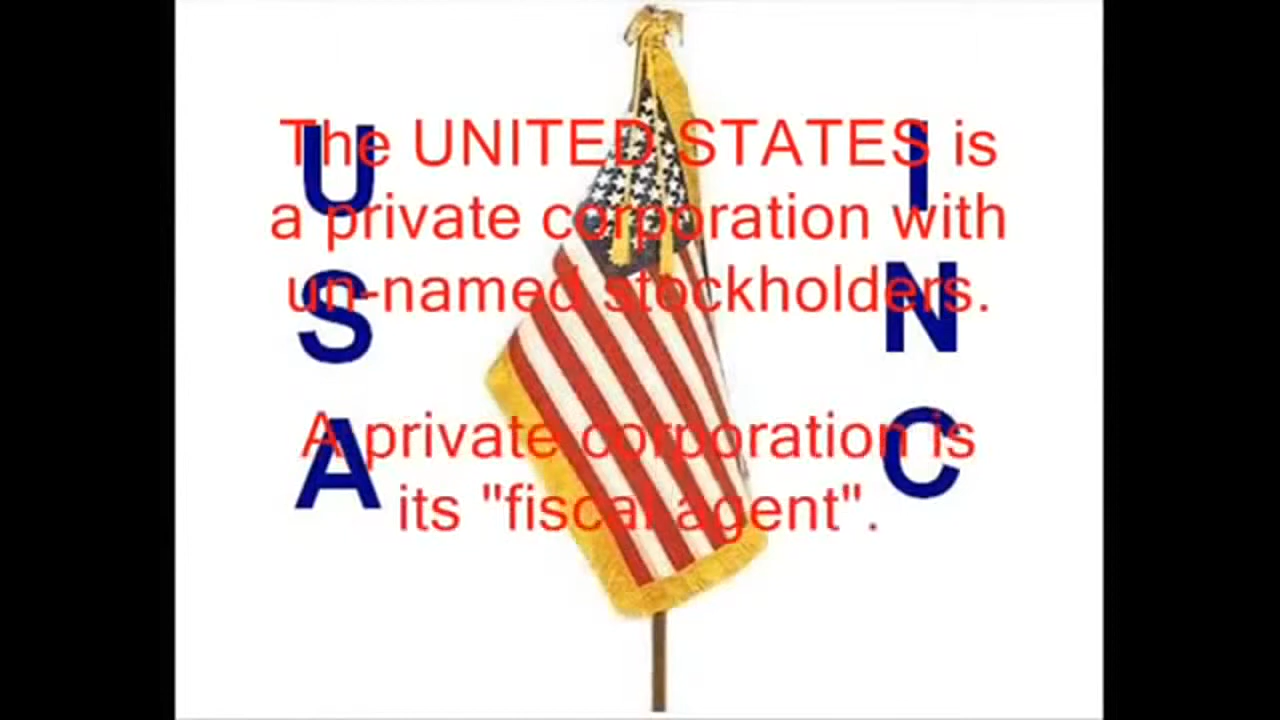 The UNITED STATES is
a private corporation with
un-named stockholders.
A private corporation is
its "fiscal agent".
U
S
A
I
N
C